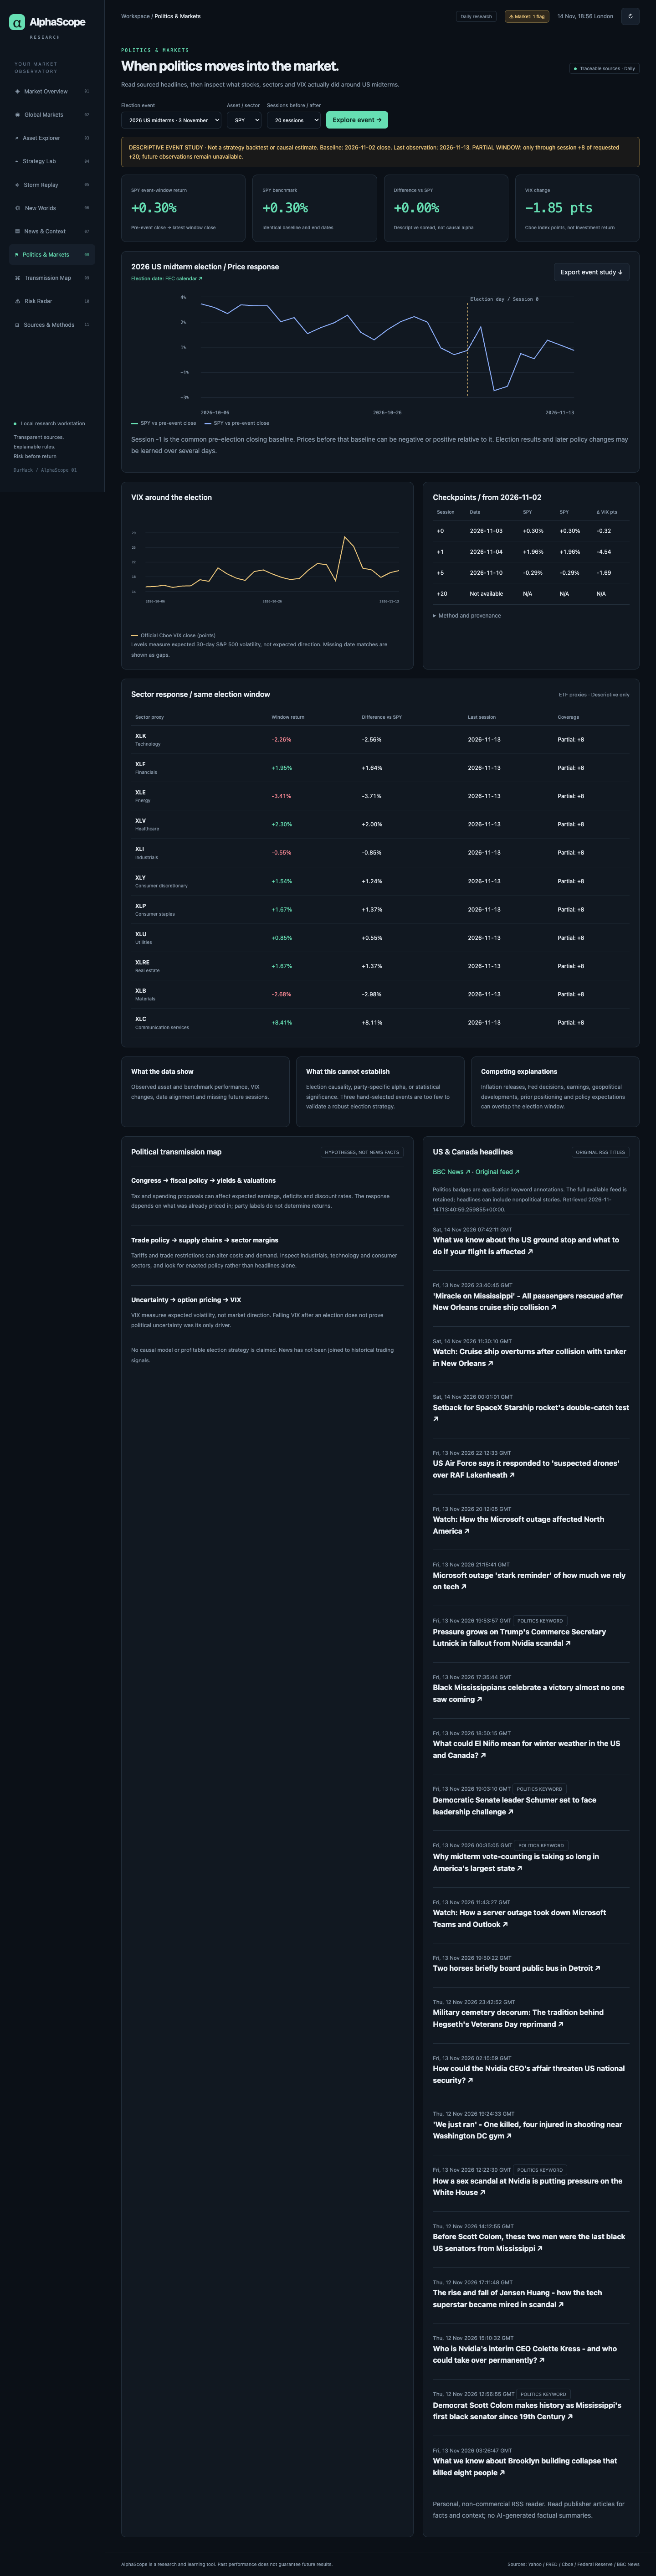 α AlphaScope
RESEARCH
YOUR MARKET
OBSERVATORY
Market Overview 01
Global Markets 02
Asset Explorer 03
Strategy Lab 04
Storm Replay 05
New Worlds 06
News & Context 07
Politics & Markets 08
Transmission Map 09
Risk Radar 10
Sources & Methods 11
Local research workstation
Transparent sources.
Explainable rules.
Risk before return
DurHack / AlphaScope 01
Workspace / Politics & Markets
Daily research
⚠ Market: 1 flag
14 Nov, 18:56 London
↻
POLITICS & MARKETS
When politics moves into the market.
Read sourced headlines, then inspect what stocks, sectors and VIX actually did around US midterms.
Traceable sources · Daily
Election event
2026 US midterms · 3 November
Asset / sector
SPY
Sessions before / after
20 sessions
Explore event →
DESCRIPTIVE EVENT STUDY · Not a strategy backtest or causal estimate. Baseline: 2026-11-02 close. Last observation: 2026-11-13. PARTIAL WINDOW: only through session +8 of requested
+20; future observations remain unavailable.
SPY event-window return
+0.30%
Pre-event close → latest window close
SPY benchmark
+0.30%
Identical baseline and end dates
Difference vs SPY
+0.00%
Descriptive spread, not causal alpha
VIX change
-1.85 pts
Cboe index points, not investment return
2026 US midterm election / Price response
Election date: FEC calendar ↗
Export event study ↓
Election day / Session 0
4%
2%
1%
-1%
-3%
2026-10-06
2026-10-26
2026-11-13
SPY vs pre-event close
SPY vs pre-event close
Session -1 is the common pre-election closing baseline. Prices before that baseline can be negative or positive relative to it. Election results and later policy changes may
be learned over several days.
VIX around the election
2026-10-06
2026-10-26
2026-11-13
Official Cboe VIX close (points)
Levels measure expected 30-day S&P 500 volatility, not expected direction. Missing date matches are
shown as gaps.
Checkpoints / from 2026-11-02
Session Date SPY SPY Δ VIX pts
+0 2026-11-03 +0.30% +0.30% -0.32
+1 2026-11-04 +1.96% +1.96% -4.54
+5 2026-11-10 -0.29% -0.29% -1.69
+20 Not available N/A N/A N/A
▸ Method and provenance
Sector response / same election window
ETF proxies · Descriptive only
Sector proxy Window return Difference vs SPY Last session Coverage
XLK
Technology
-2.26% -2.56% 2026-11-13 Partial: +8
XLF
Financials
+1.95% +1.64% 2026-11-13 Partial: +8
XLE
Energy
-3.41% -3.71% 2026-11-13 Partial: +8
XLV
Healthcare
+2.30% +2.00% 2026-11-13 Partial: +8
XLI
Industrials
-0.55% -0.85% 2026-11-13 Partial: +8
XLY
Consumer discretionary
+1.54% +1.24% 2026-11-13 Partial: +8
XLP
Consumer staples
+1.67% +1.37% 2026-11-13 Partial: +8
XLU
Utilities
+0.85% +0.55% 2026-11-13 Partial: +8
XLRE
Real estate
+1.67% +1.37% 2026-11-13 Partial: +8
XLB
Materials
-2.68% -2.98% 2026-11-13 Partial: +8
XLC
Communication services
+8.41% +8.11% 2026-11-13 Partial: +8
What the data show
Observed asset and benchmark performance, VIX
changes, date alignment and missing future sessions.
What this cannot establish
Election causality, party-specific alpha, or statistical
significance. Three hand-selected events are too few to
validate a robust election strategy.
Competing explanations
Inflation releases, Fed decisions, earnings, geopolitical
developments, prior positioning and policy expectations
can overlap the election window.
Political transmission map
HYPOTHESES, NOT NEWS FACTS
Congress → fiscal policy → yields & valuations
Tax and spending proposals can affect expected earnings, deficits and discount rates. The response
depends on what was already priced in; party labels do not determine returns.
Trade policy → supply chains → sector margins
Tariffs and trade restrictions can alter costs and demand. Inspect industrials, technology and consumer
sectors, and look for enacted policy rather than headlines alone.
Uncertainty → option pricing → VIX
VIX measures expected volatility, not market direction. Falling VIX after an election does not prove
political uncertainty was its only driver.
No causal model or profitable election strategy is claimed. News has not been joined to historical trading
signals.
US & Canada headlines
ORIGINAL RSS TITLES
BBC News ↗ · Original feed ↗
Politics badges are application keyword annotations. The full available feed is
retained; headlines can include nonpolitical stories. Retrieved 2026-11-
14T13:40:59.259855+00:00.
Sat, 14 Nov 2026 07:42:11 GMT
What we know about the US ground stop and what to
do if your flight is affected ↗
Fri, 13 Nov 2026 23:40:45 GMT
'Miracle on Mississippi' - All passengers rescued after
New Orleans cruise ship collision ↗
Sat, 14 Nov 2026 11:30:10 GMT
Watch: Cruise ship overturns after collision with tanker
in New Orleans ↗
Sat, 14 Nov 2026 00:01:01 GMT
Setback for SpaceX Starship rocket's double-catch test
↗
Fri, 13 Nov 2026 22:12:33 GMT
US Air Force says it responded to 'suspected drones'
over RAF Lakenheath ↗
Fri, 13 Nov 2026 20:12:05 GMT
Watch: How the Microsoft outage affected North
America ↗
Fri, 13 Nov 2026 21:15:41 GMT
Microsoft outage 'stark reminder' of how much we rely
on tech ↗
Fri, 13 Nov 2026 19:53:57 GMT POLITICS KEYWORD
Pressure grows on Trump's Commerce Secretary
Lutnick in fallout from Nvidia scandal ↗
Fri, 13 Nov 2026 17:35:44 GMT
Black Mississippians celebrate a victory almost no one
saw coming ↗
Fri, 13 Nov 2026 18:50:15 GMT
What could El Niño mean for winter weather in the US
and Canada? ↗
Fri, 13 Nov 2026 19:03:10 GMT POLITICS KEYWORD
Democratic Senate leader Schumer set to face
leadership challenge ↗
Fri, 13 Nov 2026 00:35:05 GMT POLITICS KEYWORD
Why midterm vote-counting is taking so long in
America's largest state ↗
Fri, 13 Nov 2026 11:43:27 GMT
Watch: How a server outage took down Microsoft
Teams and Outlook ↗
Fri, 13 Nov 2026 19:50:22 GMT
Two horses briefly board public bus in Detroit ↗
Thu, 12 Nov 2026 23:42:52 GMT
Military cemetery decorum: The tradition behind
Hegseth's Veterans Day reprimand ↗
Fri, 13 Nov 2026 02:15:59 GMT
How could the Nvidia CEO's affair threaten US national
security? ↗
Thu, 12 Nov 2026 19:24:33 GMT
'We just ran' - One killed, four injured in shooting near
Washington DC gym ↗
Fri, 13 Nov 2026 12:22:30 GMT POLITICS KEYWORD
How a sex scandal at Nvidia is putting pressure on the
White House ↗
Thu, 12 Nov 2026 14:12:55 GMT
Before Scott Colom, these two men were the last black
US senators from Mississippi ↗
Thu, 12 Nov 2026 17:11:48 GMT
The rise and fall of Jensen Huang - how the tech
superstar became mired in scandal ↗
Thu, 12 Nov 2026 15:10:32 GMT
Who is Nvidia's interim CEO Colette Kress - and who
could take over permanently? ↗
Thu, 12 Nov 2026 12:56:55 GMT POLITICS KEYWORD
Democrat Scott Colom makes history as Mississippi's
first black senator since 19th Century ↗
Fri, 13 Nov 2026 03:26:47 GMT
What we know about Brooklyn building collapse that
killed eight people ↗
Personal, non-commercial RSS reader. Read publisher articles for
facts and context; no AI-generated factual summaries.
AlphaScope is a research and learning tool. Past performance does not guarantee future results.
Sources: Yahoo / FRED / Cboe / Federal Reserve / BBC News